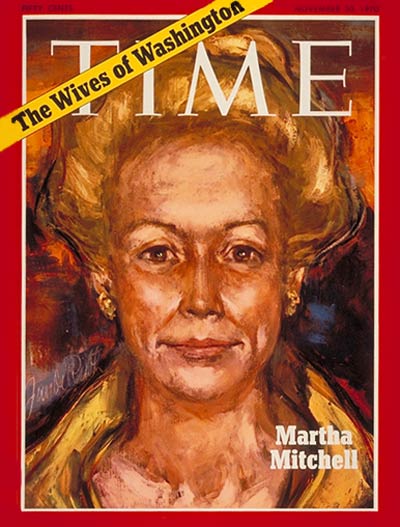 FIFTY CENTS
NOVEMBER 30, 1970
The Wives of Washington
TIME
Martha
Mitchell